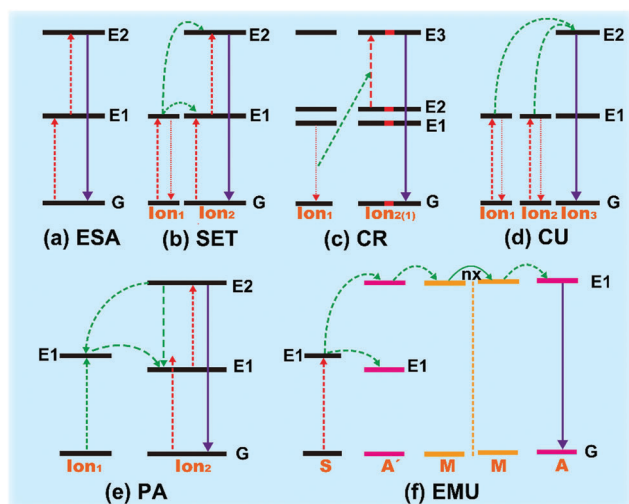 E2 E2 E3 E2
E1 E1 E2 E1
E1
G G G G
Ion₁ Ion₂ Ion₁ Ion₂₍₁₎ Ion₁ Ion₂ Ion₃
(a) ESA (b) SET (c) CR (d) CU
E2 nx E1
E1 E1 E1 E1
G G
Ion₁ Ion₂ S A´ M M A
(e) PA (f) EMU